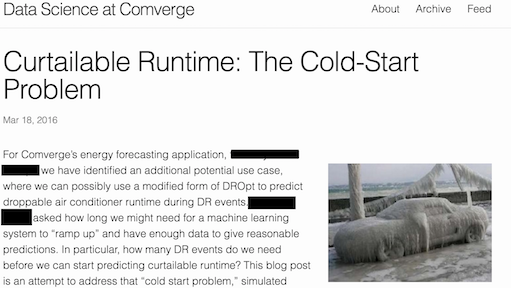 Data Science at Comverge
About Archive Feed
Curtailable Runtime: The Cold-Start
Problem
Mar 18, 2016
For Comverge's energy forecasting application,
we have identified an additional potential use case,
where we can possibly use a modified form of DROpt to predict
droppable air conditioner runtime during DR events.
asked how long we might need for a machine learning
system to “ramp up” and have enough data to give reasonable
predictions. In particular, how many DR events do we need
before we can start predicting curtailable runtime? This blog post
is an attempt to address that “cold start problem,” simulated